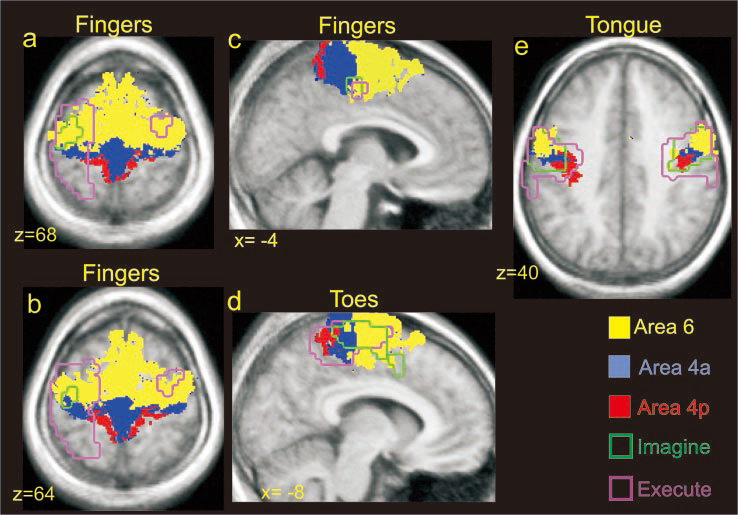 Fingers
a
z=68
Fingers
b
z=64
Fingers
c
x= -4
Toes
d
x= -8
Tongue
e
z=40
Area 6
Area 4a
Area 4p
Imagine
Execute